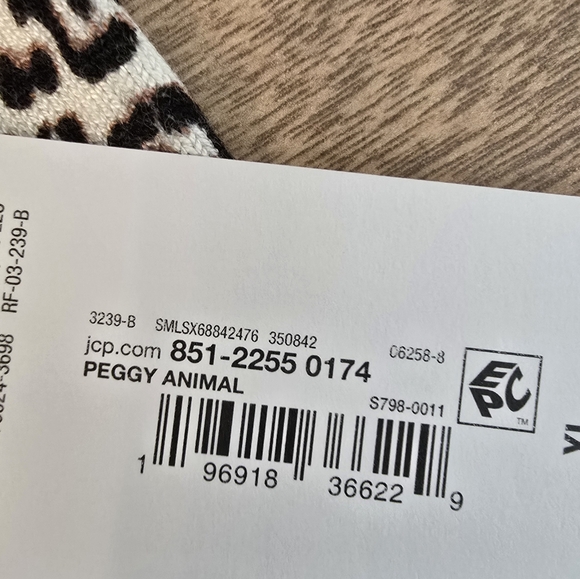 RF-03-239-B
3239-B SMLSX68842476 350842
jcp.com 851-2255 0174 06258-8
PEGGY ANIMAL
S798-0011
EPC
TM
1 96918 36622 9